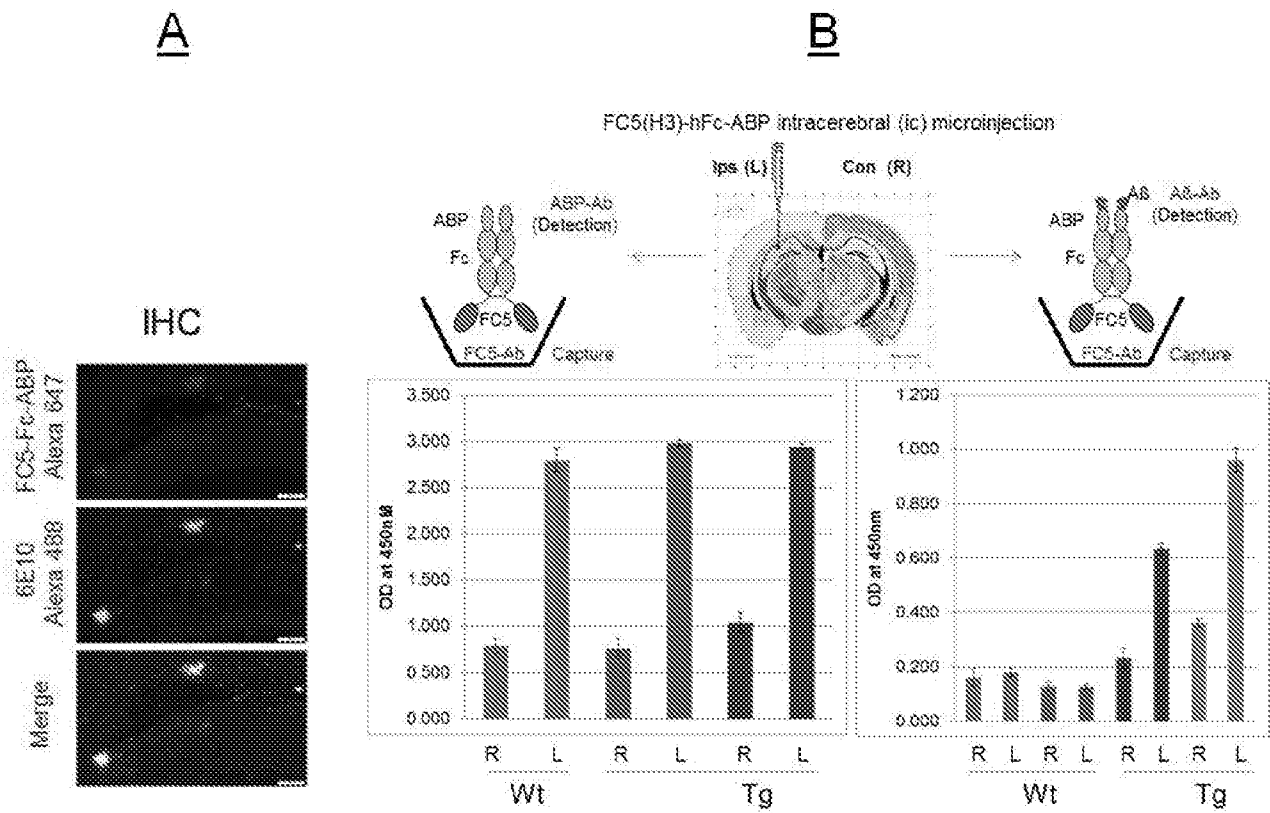 A
B
FC5(H3)-hFc-ABP intracerebral (ic) microinjection
Ips (L)
Con (R)
ABP
Fc
FC5
FC5-Ab
ABP-Ab
(Detection)
Capture
ABP
Fc
FC5
FC5-Ab
Aß
Aß-Ab
(Detection)
Capture
IHC
FC5-Fc-ABP
Alexa 647
6E10
Alexa 488
Merge
OD at 450nM
3.500
3.000
2.500
2.000
1.500
1.000
0.500
0.000
R L R L R L
Wt Tg
OD at 450nm
1.200
1.000
0.800
0.600
0.400
0.200
0.000
R L R L R L R L
Wt Tg